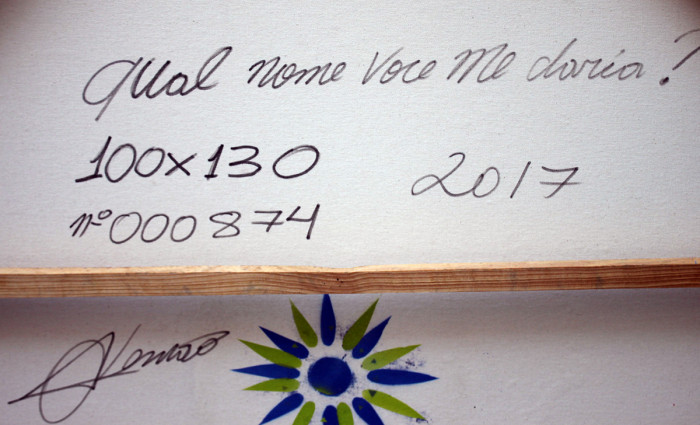 Qual nome Voce Me daria?
100x130
2017
nº000874